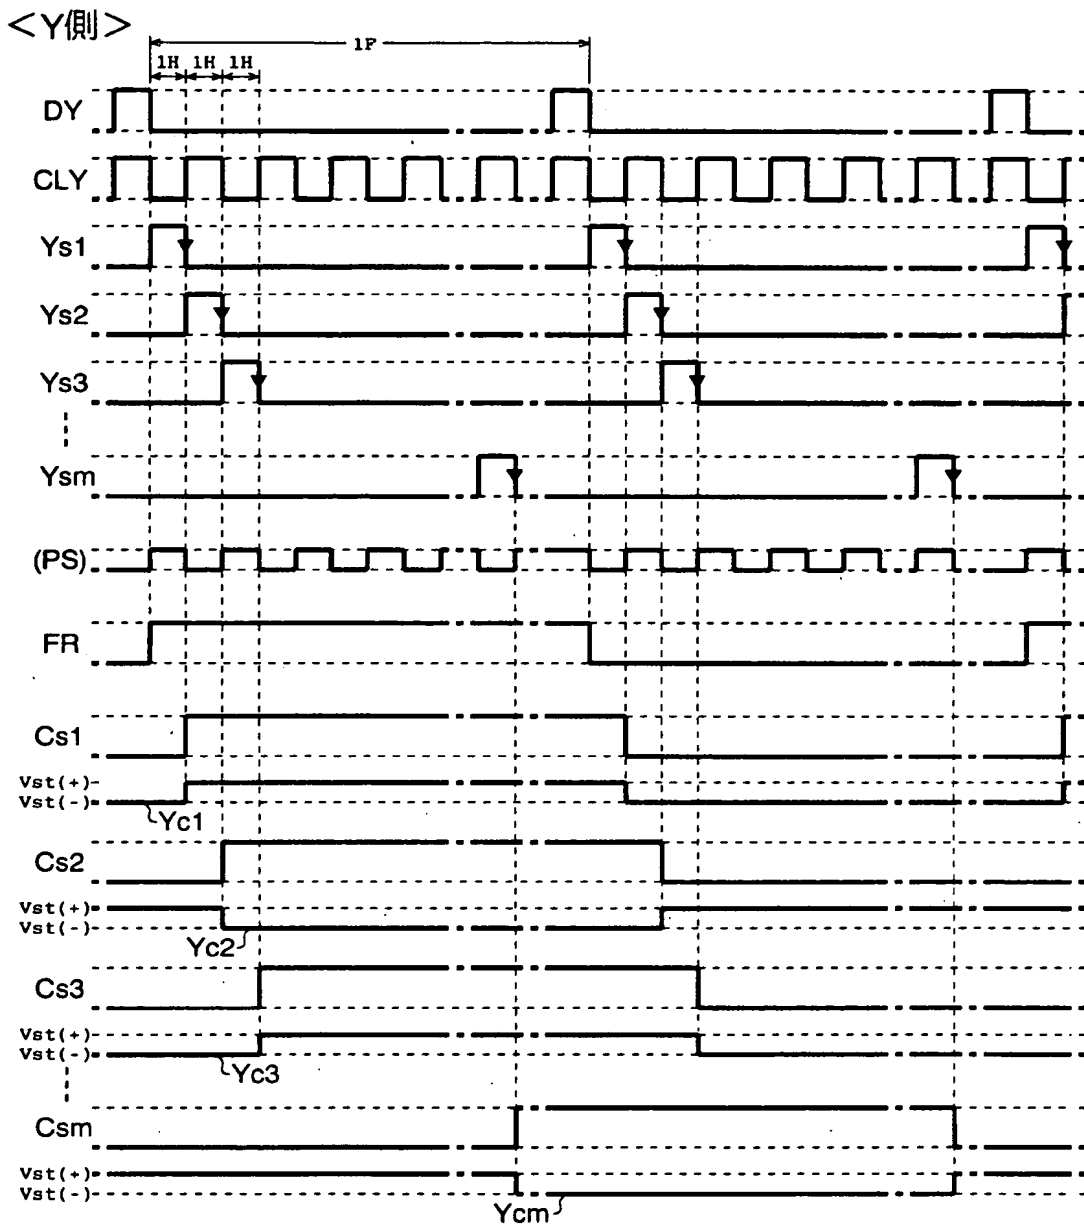 <Y側>
1F
1H 1H 1H
DY
CLY
Ys1
Ys2
Ys3
Ysm
(PS)
FR
Cs1
Vst(+)
Vst(-)
Yc1
Cs2
Vst(+)
Vst(-)
Yc2
Cs3
Vst(+)
Vst(-)
Yc3
Csm
Vst(+)
Vst(-)
Ycm